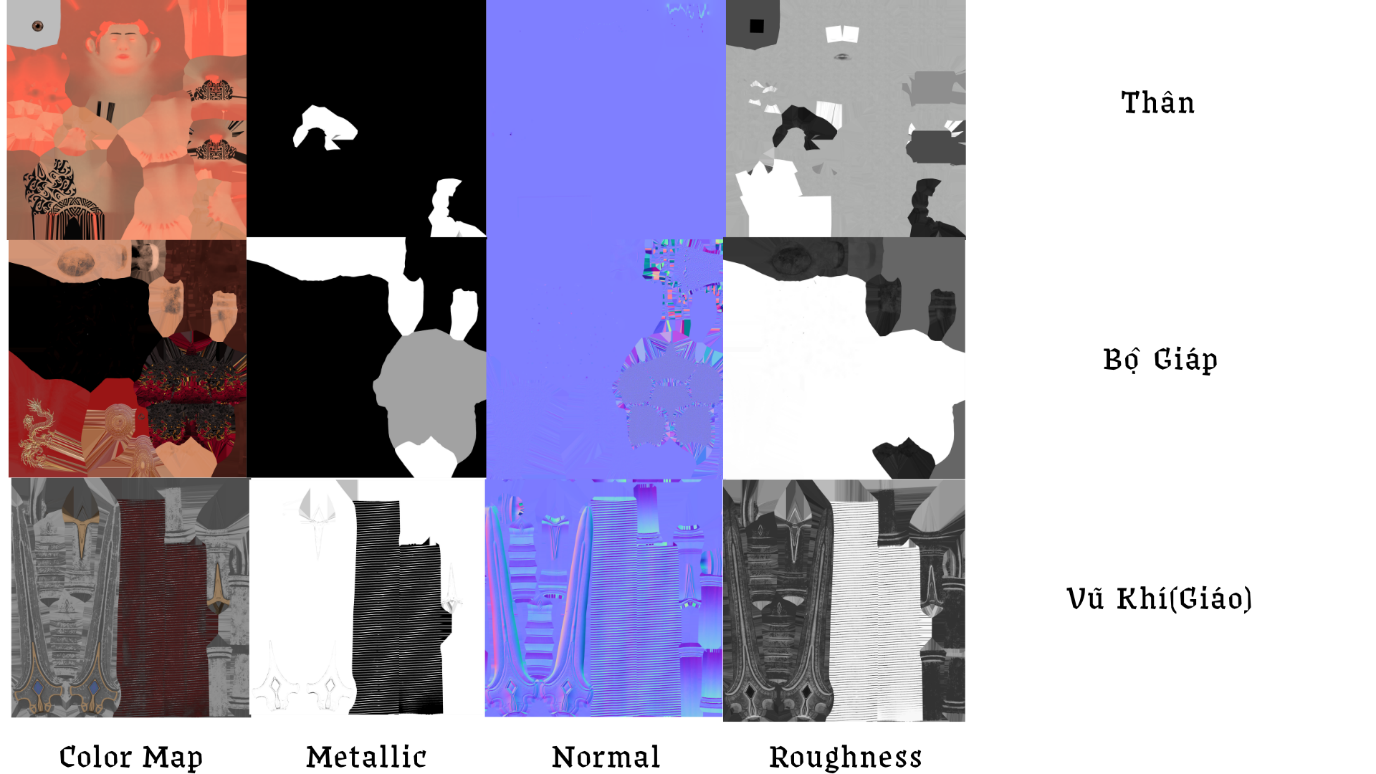 Thân
Bộ Giáp
Vũ Khí(Giáo)
Color Map
Metallic
Normal
Roughness